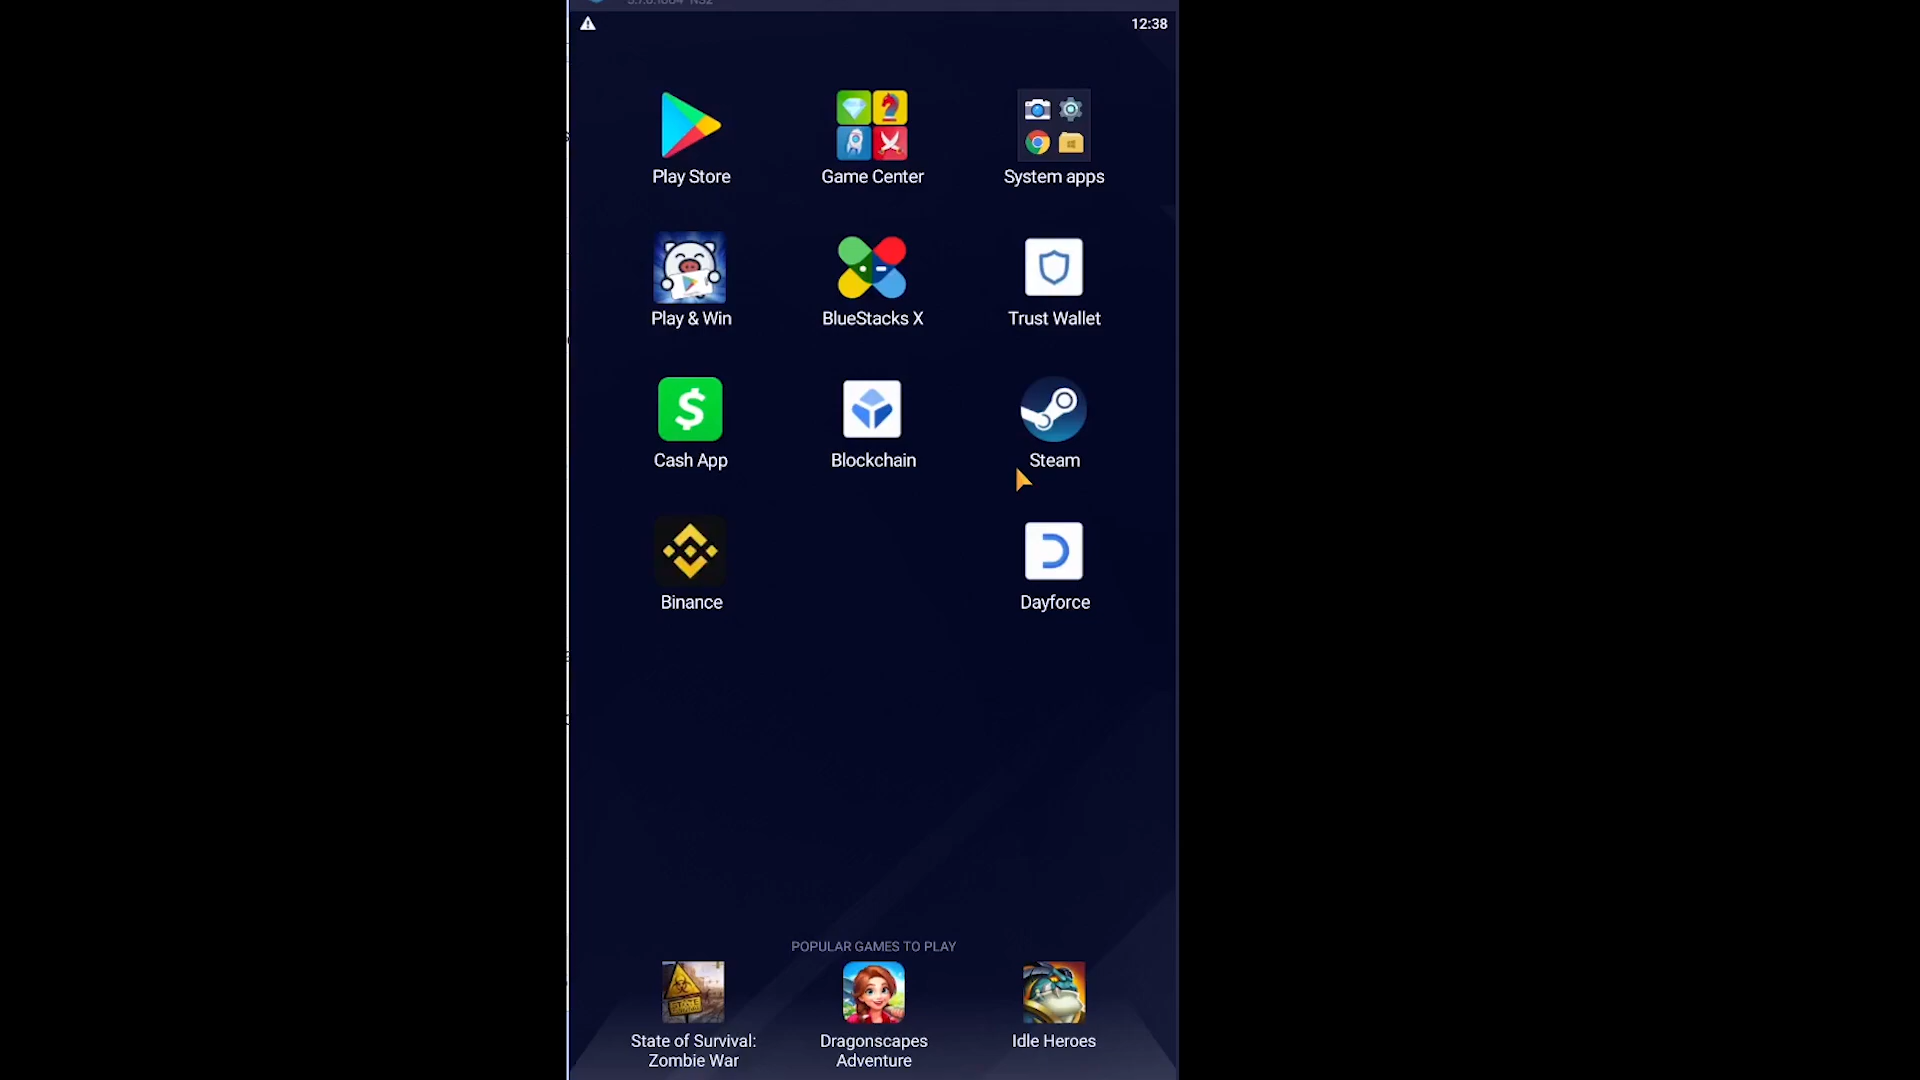 12:38
Play Store
Game Center
System apps
Play & Win
BlueStacks X
Trust Wallet
Cash App
Blockchain
Steam
Binance
Dayforce
POPULAR GAMES TO PLAY
State of Survival:
Zombie War
Dragonscapes
Adventure
Idle Heroes